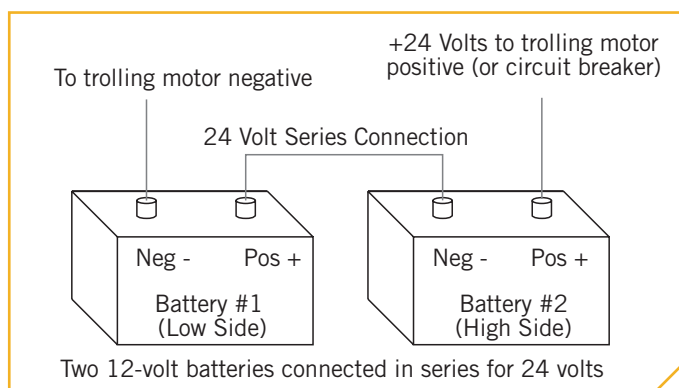 +24 Volts to trolling motor
positive (or circuit breaker)
To trolling motor negative
24 Volt Series Connection
Neg - Pos +
Battery #1
(Low Side)
Neg - Pos +
Battery #2
(High Side)
Two 12-volt batteries connected in series for 24 volts